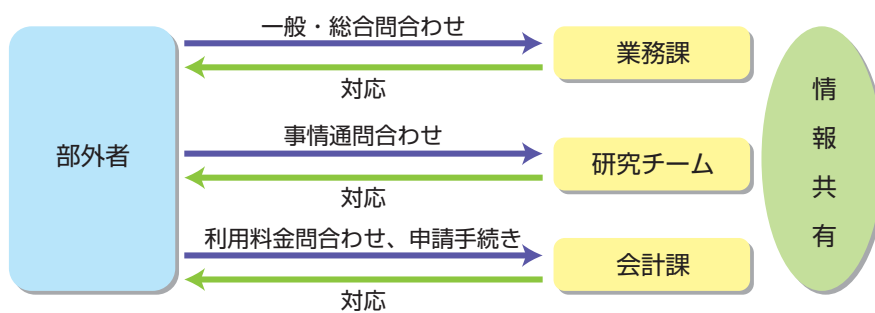 一般・総合問合わせ
業務課
対応
部外者
事情通問合わせ
研究チーム
対応
利用料金問合わせ、申請手続き
会計課
対応
情報共有